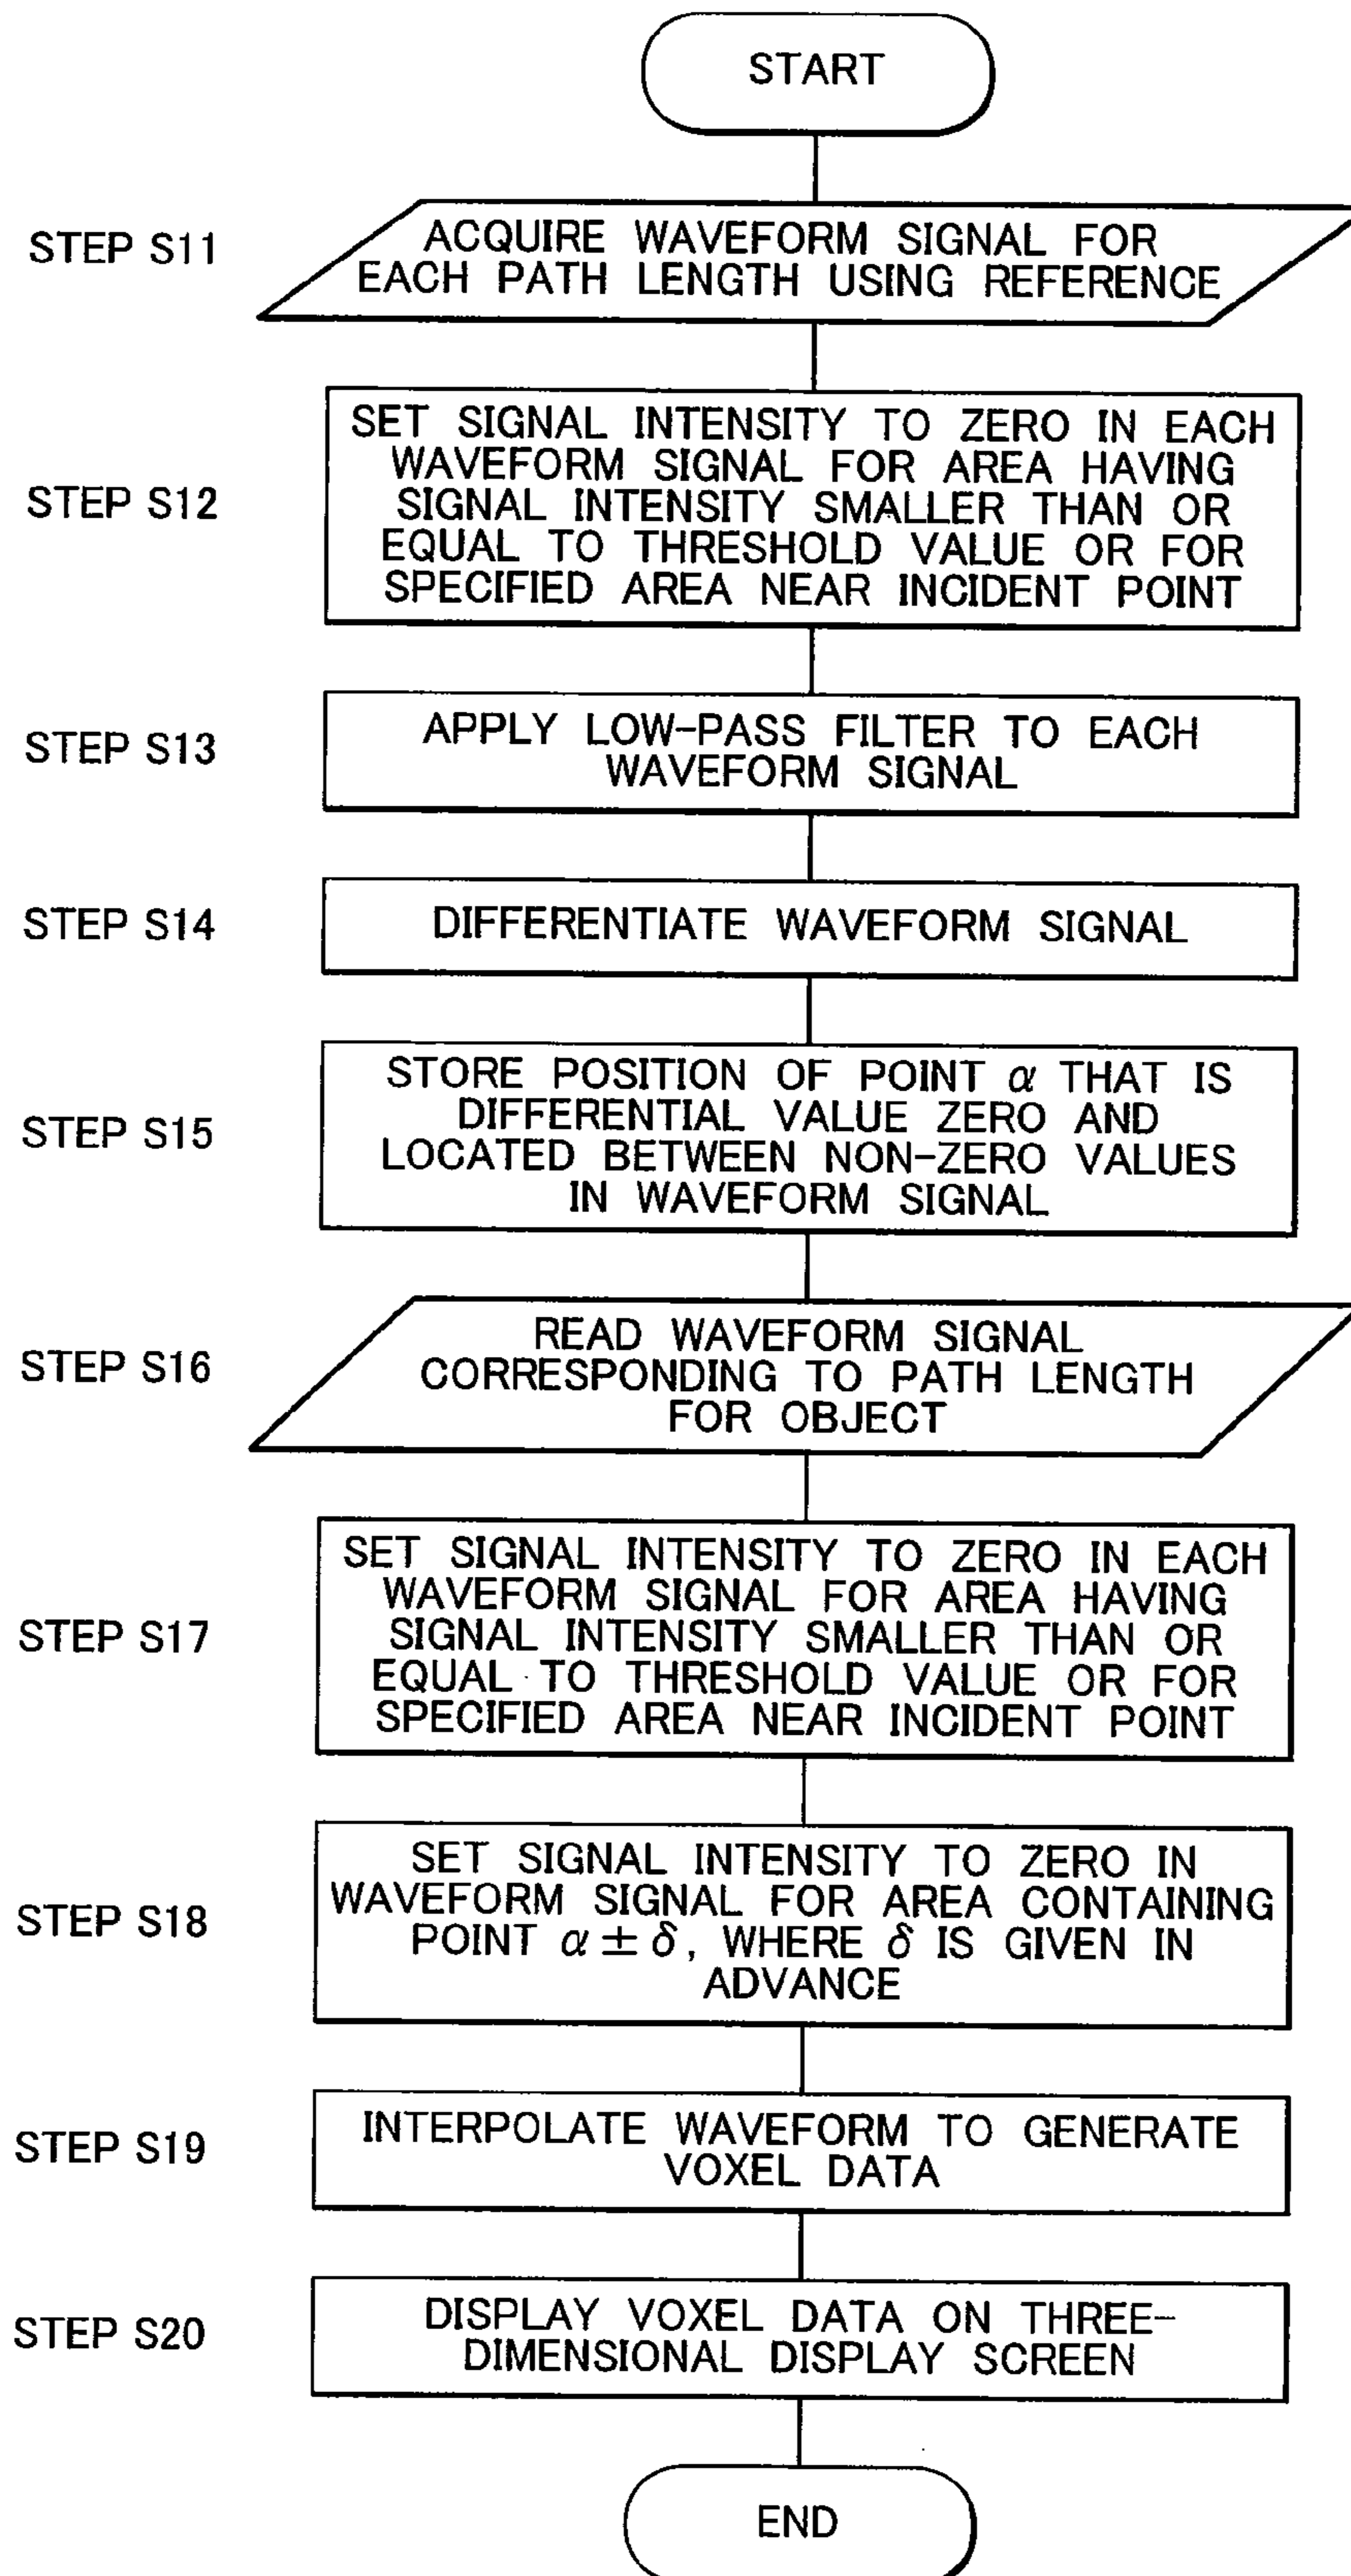 START
STEP S11
ACQUIRE WAVEFORM SIGNAL FOR
EACH PATH LENGTH USING REFERENCE
STEP S12
SET SIGNAL INTENSITY TO ZERO IN EACH
WAVEFORM SIGNAL FOR AREA HAVING
SIGNAL INTENSITY SMALLER THAN OR
EQUAL TO THRESHOLD VALUE OR FOR
SPECIFIED AREA NEAR INCIDENT POINT
STEP S13
APPLY LOW-PASS FILTER TO EACH
WAVEFORM SIGNAL
STEP S14
DIFFERENTIATE WAVEFORM SIGNAL
STEP S15
STORE POSITION OF POINT α THAT IS
DIFFERENTIAL VALUE ZERO AND
LOCATED BETWEEN NON-ZERO VALUES
IN WAVEFORM SIGNAL
STEP S16
READ WAVEFORM SIGNAL
CORRESPONDING TO PATH LENGTH
FOR OBJECT
STEP S17
SET SIGNAL INTENSITY TO ZERO IN EACH
WAVEFORM SIGNAL FOR AREA HAVING
SIGNAL INTENSITY SMALLER THAN OR
EQUAL TO THRESHOLD VALUE OR FOR
SPECIFIED AREA NEAR INCIDENT POINT
STEP S18
SET SIGNAL INTENSITY TO ZERO IN
WAVEFORM SIGNAL FOR AREA CONTAINING
POINT α ± δ, WHERE δ IS GIVEN IN
ADVANCE
STEP S19
INTERPOLATE WAVEFORM TO GENERATE
VOXEL DATA
STEP S20
DISPLAY VOXEL DATA ON THREE-
DIMENSIONAL DISPLAY SCREEN
END